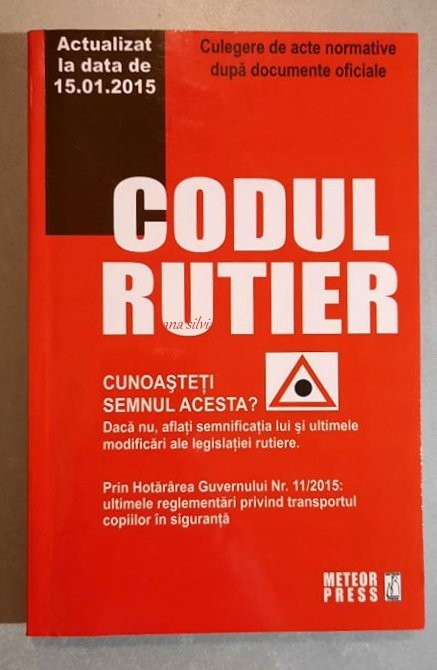 Actualizat
la data de
15.01.2015
Culegere de acte normative
după documente oficiale
CODUL
RUTIER
ana silvia
CUNOAŞTEŢI
SEMNUL ACESTA?
Dacă nu, aflaţi semnificaţia lui şi ultimele
modificări ale legislaţiei rutiere.
Prin Hotărârea Guvernului Nr. 11/2015:
ultimele reglementări privind transportul
copiilor în siguranţă
METEOR
PRESS